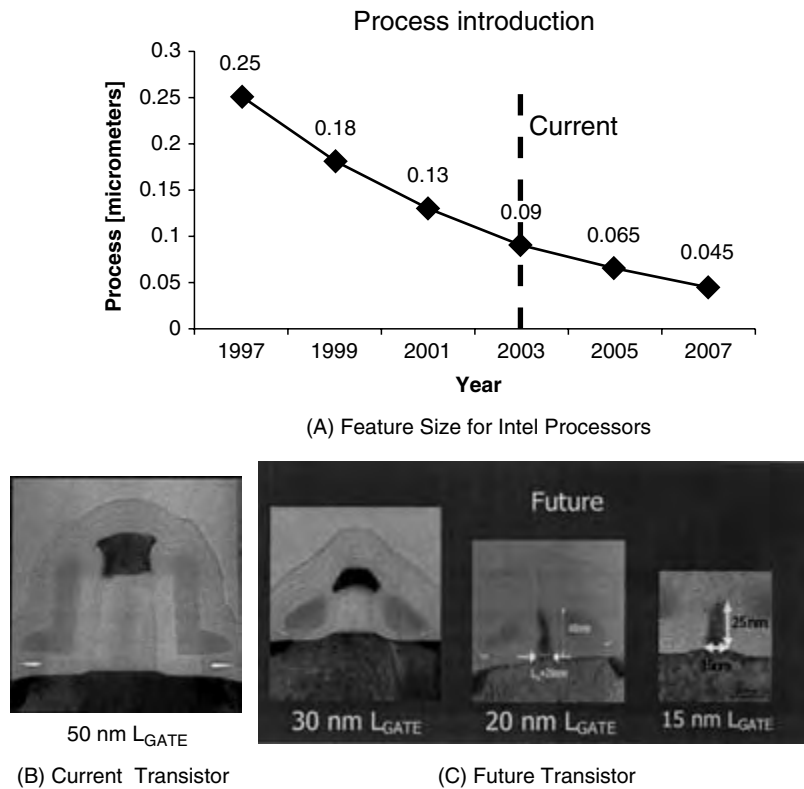 Process introduction
Process [micrometers]
0.3
0.25
0.2
0.15
0.1
0.05
0
0.25
0.18
0.13
0.09
0.065
0.045
Current
1997 1999 2001 2003 2005 2007
Year
(A) Feature Size for Intel Processors
Future
25nm
50 nm LGATE
30 nm LGATE
20 nm LGATE
15 nm LGATE
(B) Current Transistor
(C) Future Transistor